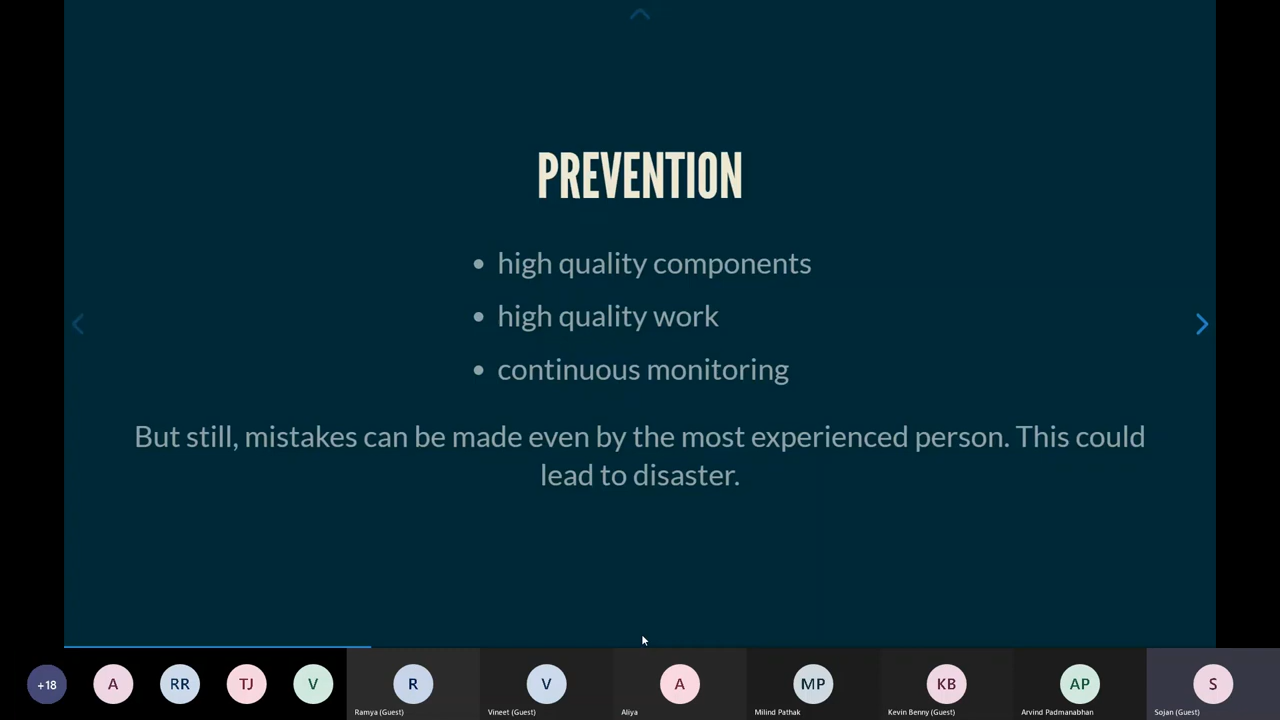 PREVENTION
high quality components
high quality work
continuous monitoring
But still, mistakes can be made even by the most experienced person. This could
lead to disaster.
+18
A
RR
TJ
V
R
V
A
MP
KB
AP
S
Ramya (Guest)
Vineet (Guest)
Aliya
Milind Pathak
Kevin Benny (Guest)
Arvind Padmanabhan
Sojan (Guest)